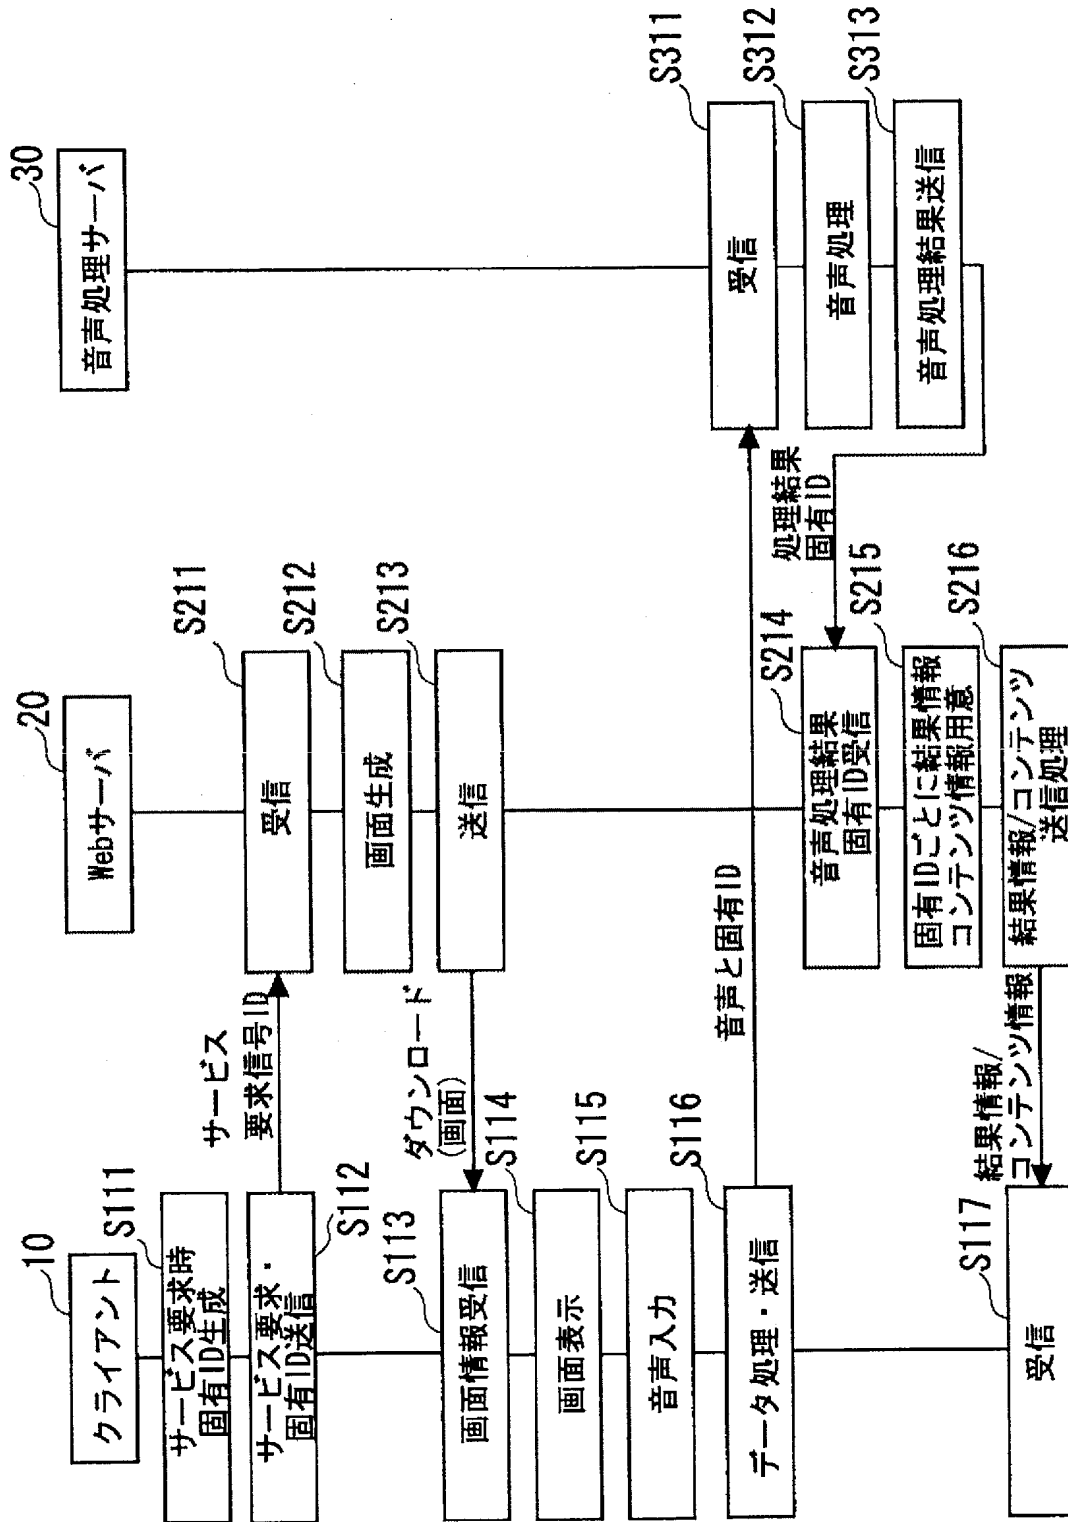 10
クライアント
S111
サービス要求時
固有ID生成
サービス要求・
固有ID送信
S112
サービス
要求信号ID
S113
画面情報受信
ダウンロード
(画面)
S114
画面表示
S115
音声入力
S116
データ処理・送信
音声と固有ID
S117
受信
結果情報/
コンテンツ情報
20
Webサーバ
S211
受信
S212
画面生成
S213
送信
S214
音声処理結果
固有ID受信
S215
固有IDごとに結果情報
コンテンツ情報用意
S216
結果情報/コンテンツ
送信処理
30
音声処理サーバ
S311
受信
S312
音声処理
S313
音声処理結果送信
処理結果
固有ID